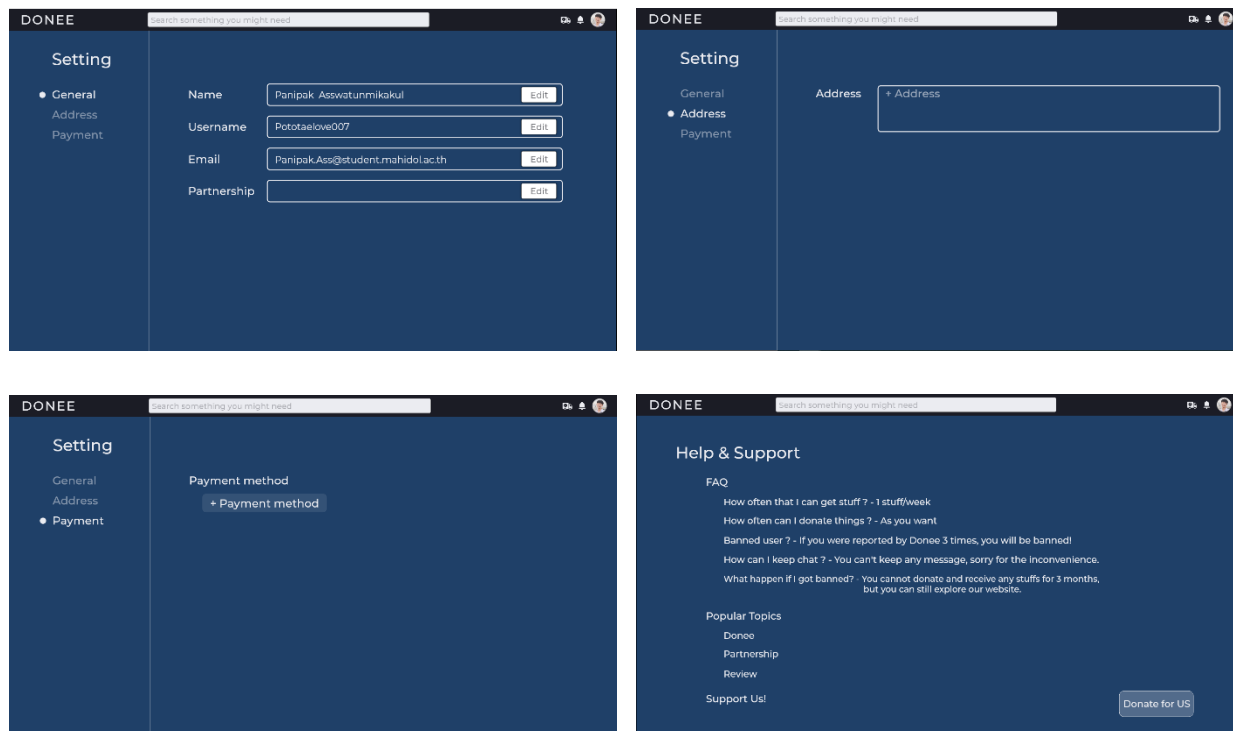 DONEE
Search something you might need
Setting
General
Address
Payment
Name
Panipak Asswatunmikakul
Edit
Username
Pototaelove007
Edit
Email
Panipak.Ass@student.mahidol.ac.th
Edit
Partnership
Edit
DONEE
Search something you might need
Setting
General
Address
Payment
Address
+ Address
DONEE
Search something you might need
Setting
General
Address
Payment
Payment method
+ Payment method
DONEE
Search something you might need
Help & Support
FAQ
How often that I can get stuff ? - 1 stuff/week
How often can I donate things ? - As you want
Banned user ? - If you were reported by Donee 3 times, you will be banned!
How can I keep chat ? - You can't keep any message, sorry for the inconvenience.
What happen if I got banned? - You cannot donate and receive any stuffs for 3 months,
but you can still explore our website.
Popular Topics
Donee
Partnership
Review
Support Us!
Donate for US